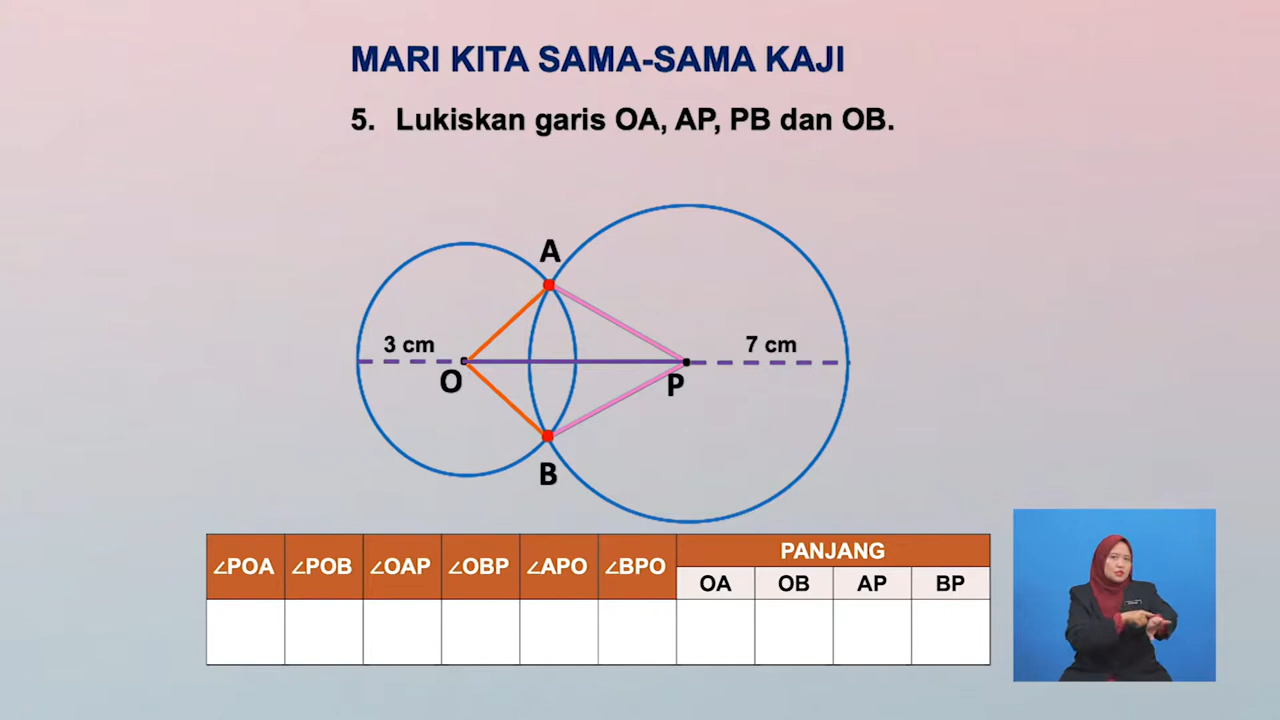 MARI KITA SAMA-SAMA KAJI
5. Lukiskan garis OA, AP, PB dan OB.
A
3 cm
7 cm
O
P
B
∠POA ∠POB ∠OAP ∠OBP ∠APO ∠BPO PANJANG
OA OB AP BP